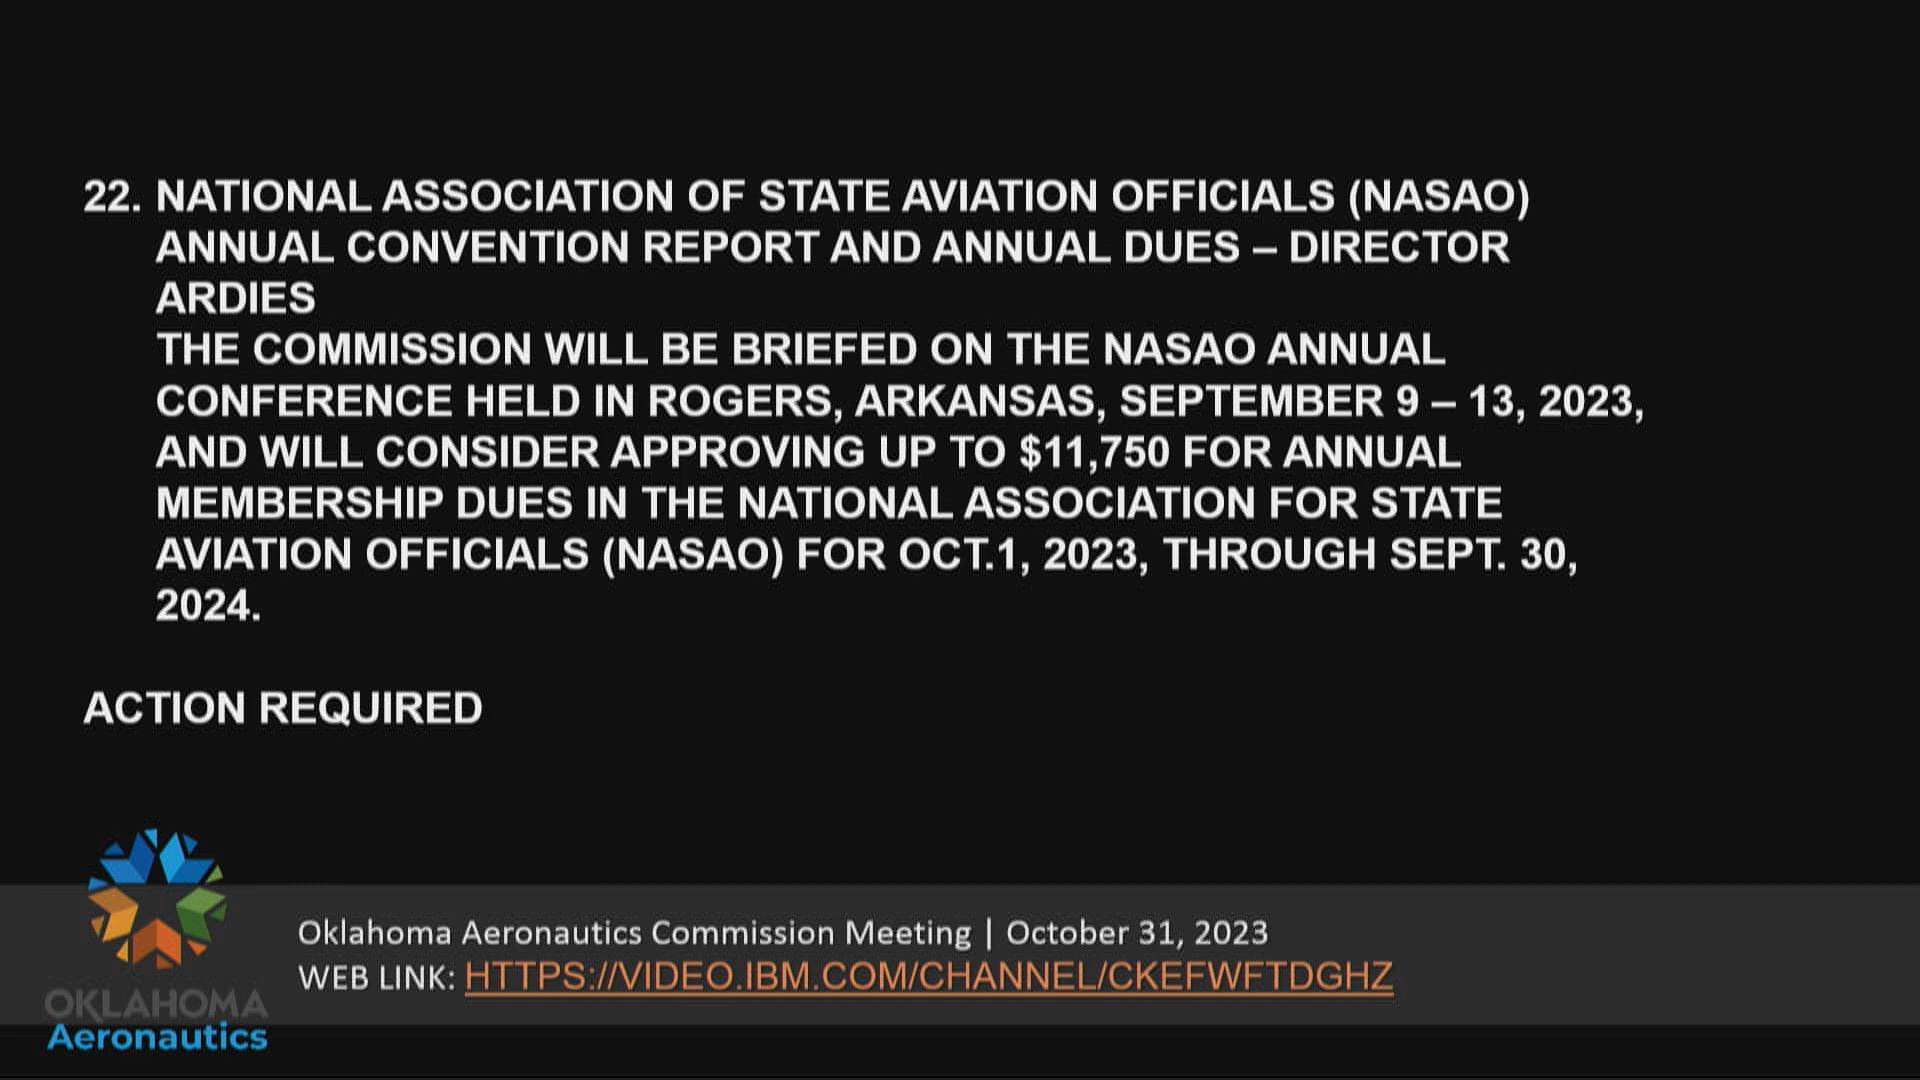 22. NATIONAL ASSOCIATION OF STATE AVIATION OFFICIALS (NASAO)
ANNUAL CONVENTION REPORT AND ANNUAL DUES – DIRECTOR
ARDIES
THE COMMISSION WILL BE BRIEFED ON THE NASAO ANNUAL
CONFERENCE HELD IN ROGERS, ARKANSAS, SEPTEMBER 9 – 13, 2023,
AND WILL CONSIDER APPROVING UP TO $11,750 FOR ANNUAL
MEMBERSHIP DUES IN THE NATIONAL ASSOCIATION FOR STATE
AVIATION OFFICIALS (NASAO) FOR OCT.1, 2023, THROUGH SEPT. 30,
2024.
ACTION REQUIRED
Oklahoma Aeronautics Commission Meeting | October 31, 2023
WEB LINK: HTTPS://VIDEO.IBM.COM/CHANNEL/CKEFWFTDGHZ
OKLAHOMA
Aeronautics